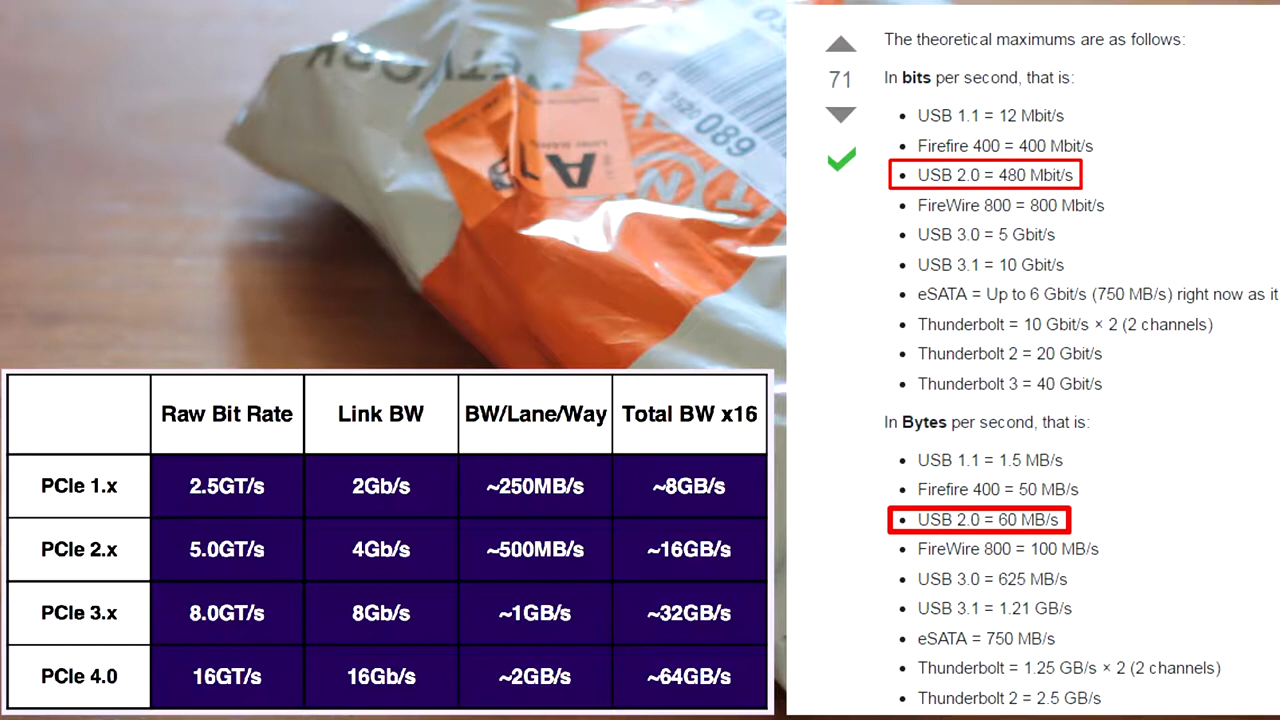 NETWORK
A7
089
The theoretical maximums are as follows:
71
In bits per second, that is:
• USB 1.1 = 12 Mbit/s
• Firefire 400 = 400 Mbit/s
• USB 2.0 = 480 Mbit/s
• FireWire 800 = 800 Mbit/s
• USB 3.0 = 5 Gbit/s
• USB 3.1 = 10 Gbit/s
• eSATA = Up to 6 Gbit/s (750 MB/s) right now as it
• Thunderbolt = 10 Gbit/s × 2 (2 channels)
• Thunderbolt 2 = 20 Gbit/s
• Thunderbolt 3 = 40 Gbit/s
In Bytes per second, that is:
• USB 1.1 = 1.5 MB/s
• Firefire 400 = 50 MB/s
• USB 2.0 = 60 MB/s
• FireWire 800 = 100 MB/s
• USB 3.0 = 625 MB/s
• USB 3.1 = 1.21 GB/s
• eSATA = 750 MB/s
• Thunderbolt = 1.25 GB/s × 2 (2 channels)
• Thunderbolt 2 = 2.5 GB/s
Raw Bit Rate Link BW BW/Lane/Way Total BW x16
PCIe 1.x 2.5GT/s 2Gb/s ~250MB/s ~8GB/s
PCIe 2.x 5.0GT/s 4Gb/s ~500MB/s ~16GB/s
PCIe 3.x 8.0GT/s 8Gb/s ~1GB/s ~32GB/s
PCIe 4.0 16GT/s 16Gb/s ~2GB/s ~64GB/s